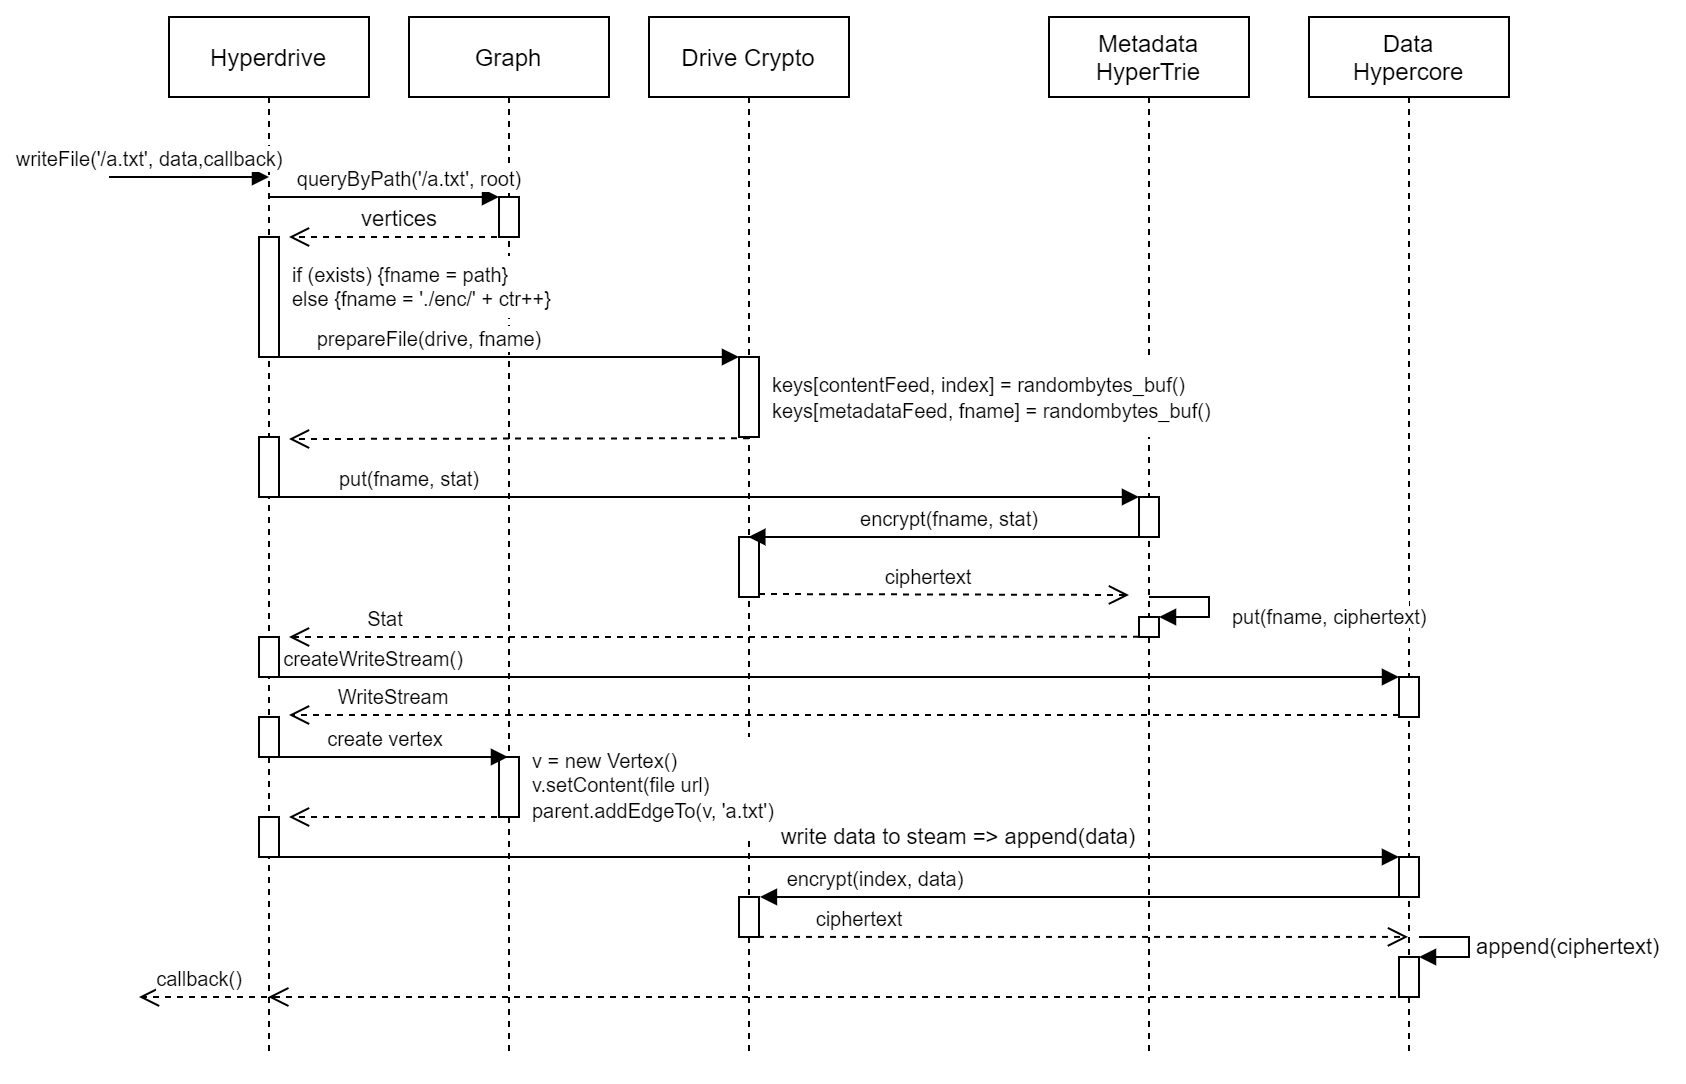 Hyperdrive
Graph
Drive Crypto
Metadata
HyperTrie
Data
Hypercore
writeFile('/a.txt', data,callback)
queryByPath('/a.txt', root)
vertices
if (exists) {fname = path}
else {fname = './enc/' + ctr++}
prepareFile(drive, fname)
keys[contentFeed, index] = randombytes_buf()
keys[metadataFeed, fname] = randombytes_buf()
put(fname, stat)
encrypt(fname, stat)
ciphertext
put(fname, ciphertext)
Stat
createWriteStream()
WriteStream
create vertex
v = new Vertex()
v.setContent(file url)
parent.addEdgeTo(v, 'a.txt')
write data to steam => append(data)
encrypt(index, data)
ciphertext
append(ciphertext)
callback()